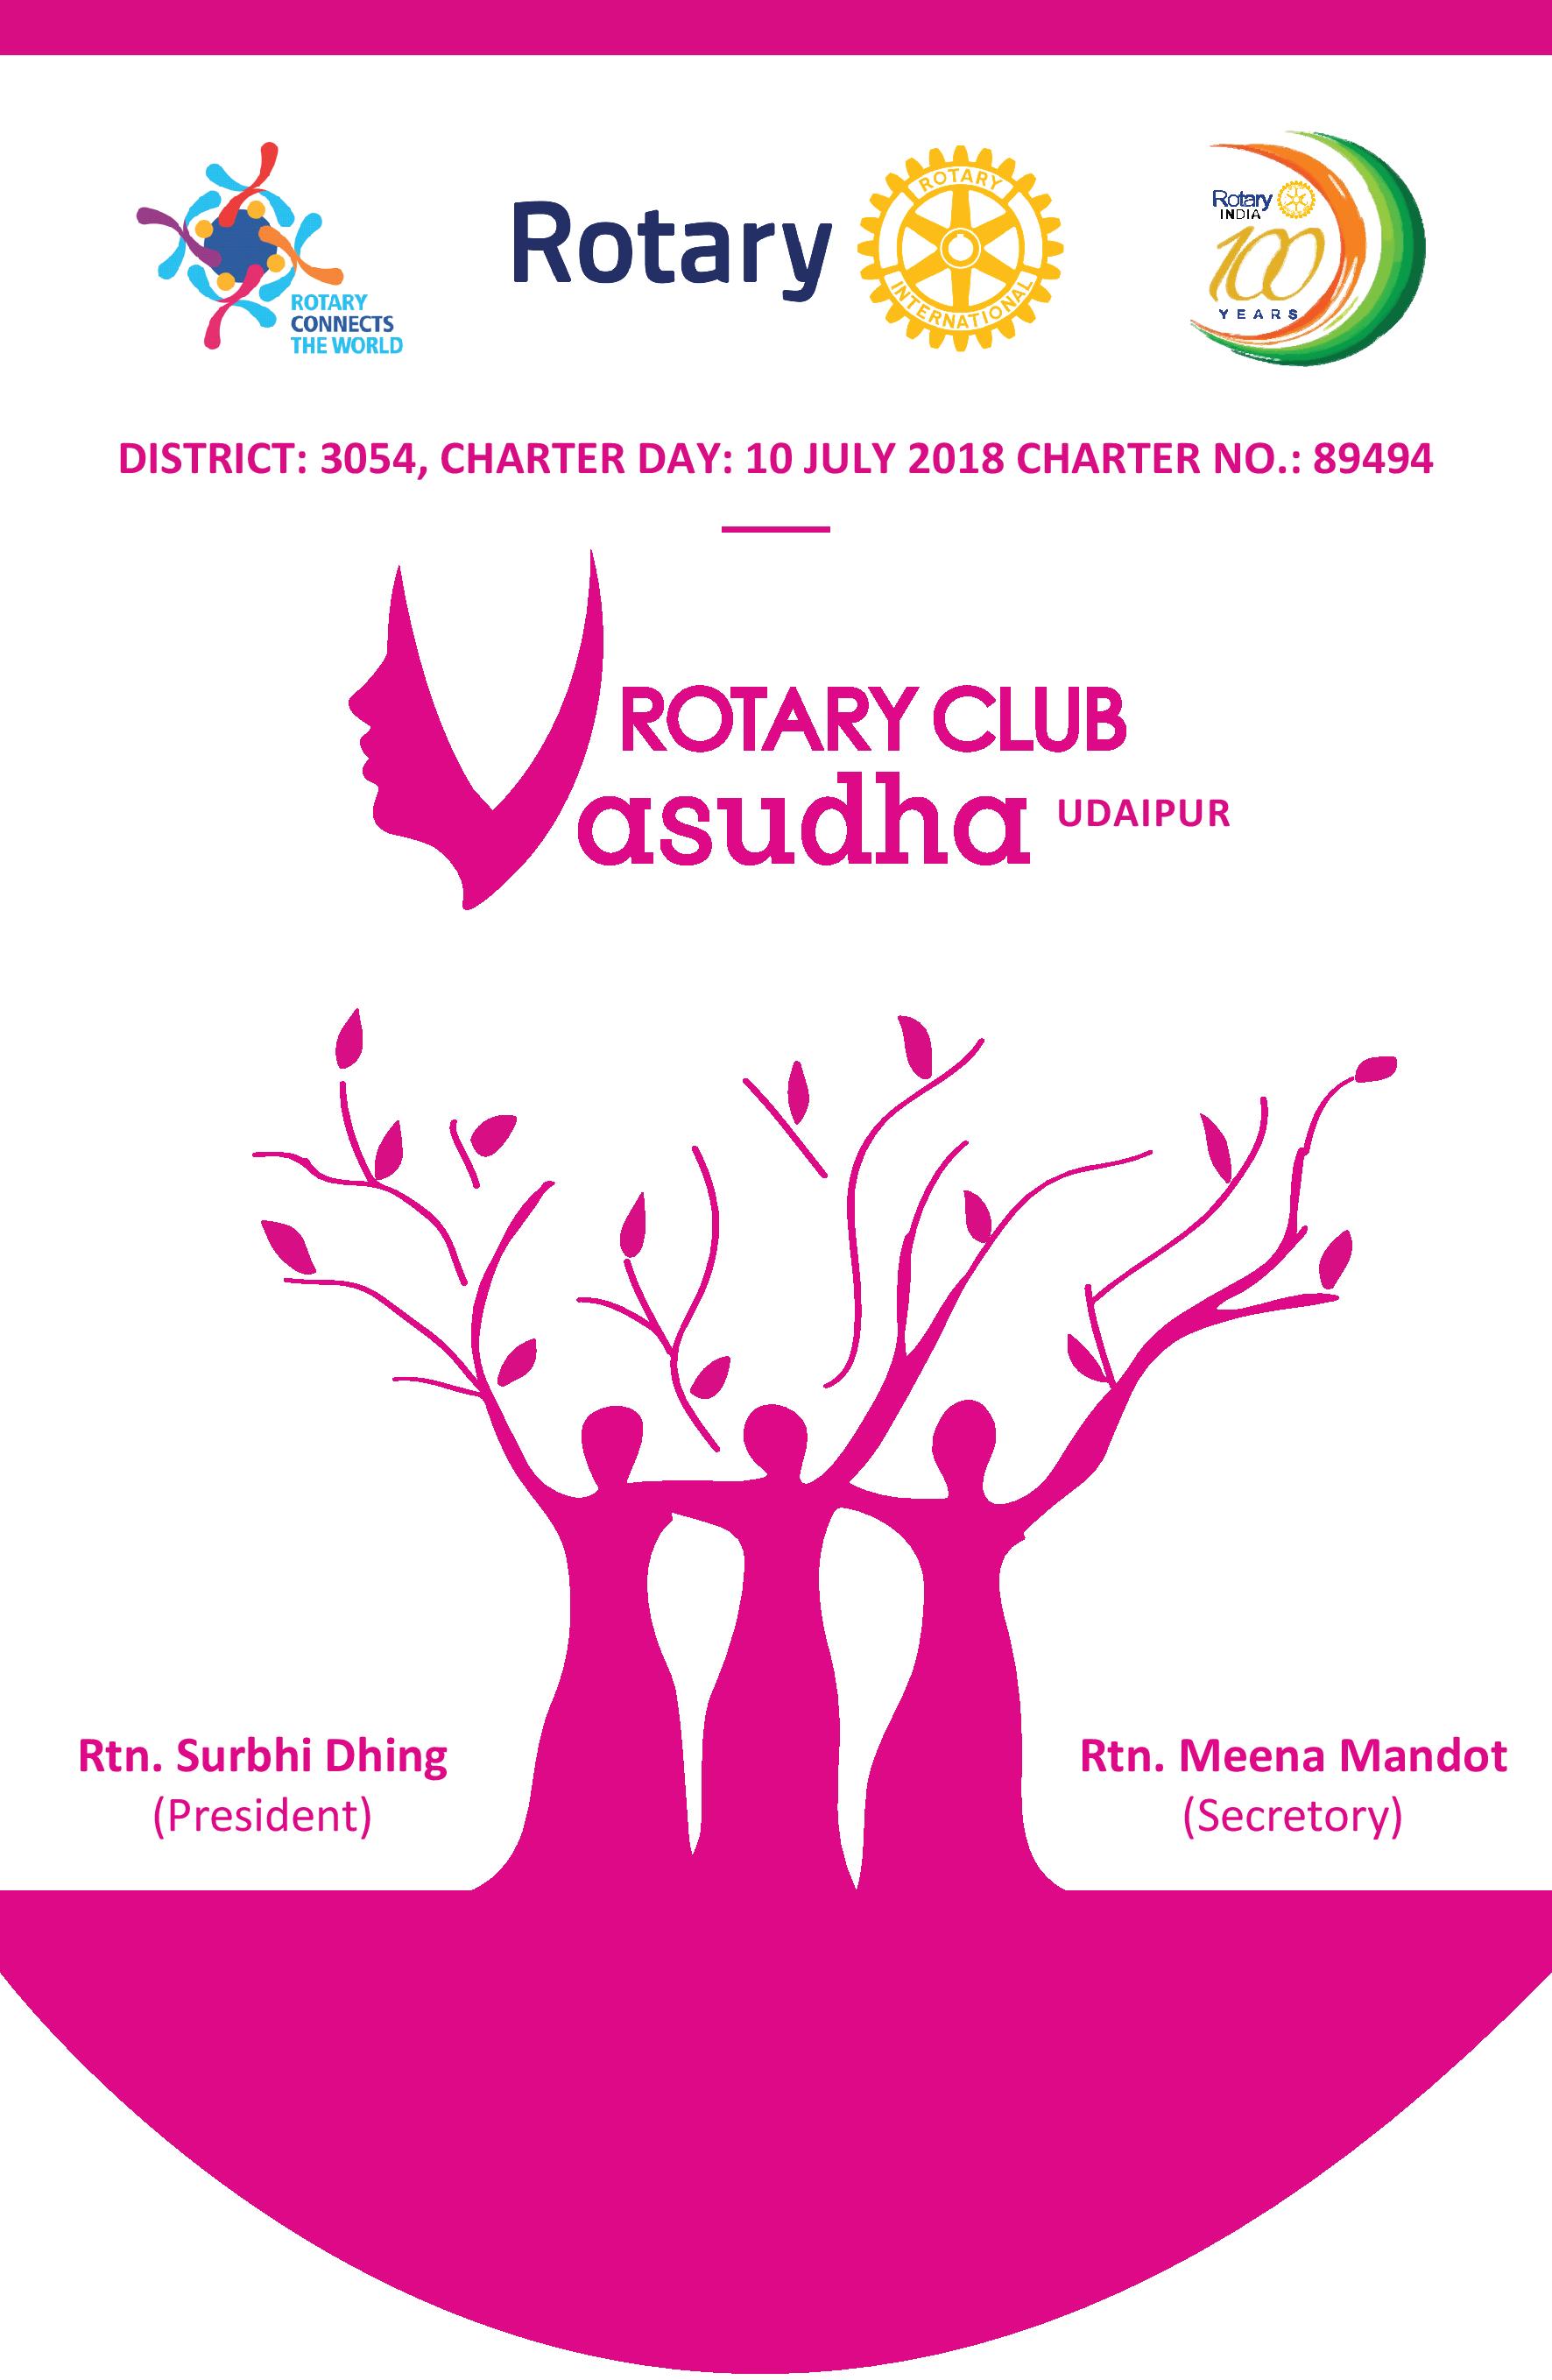 ROTARY
CONNECTS
THE WORLD
Rotary
ROTARY
INTERNATIONAL
Rotary
INDIA
100
YEARS
DISTRICT: 3054, CHARTER DAY: 10 JULY 2018 CHARTER NO.: 89494
ROTARY CLUB
Vasudha UDAIPUR
Rtn. Surbhi Dhing
(President)
Rtn. Meena Mandot
(Secretory)